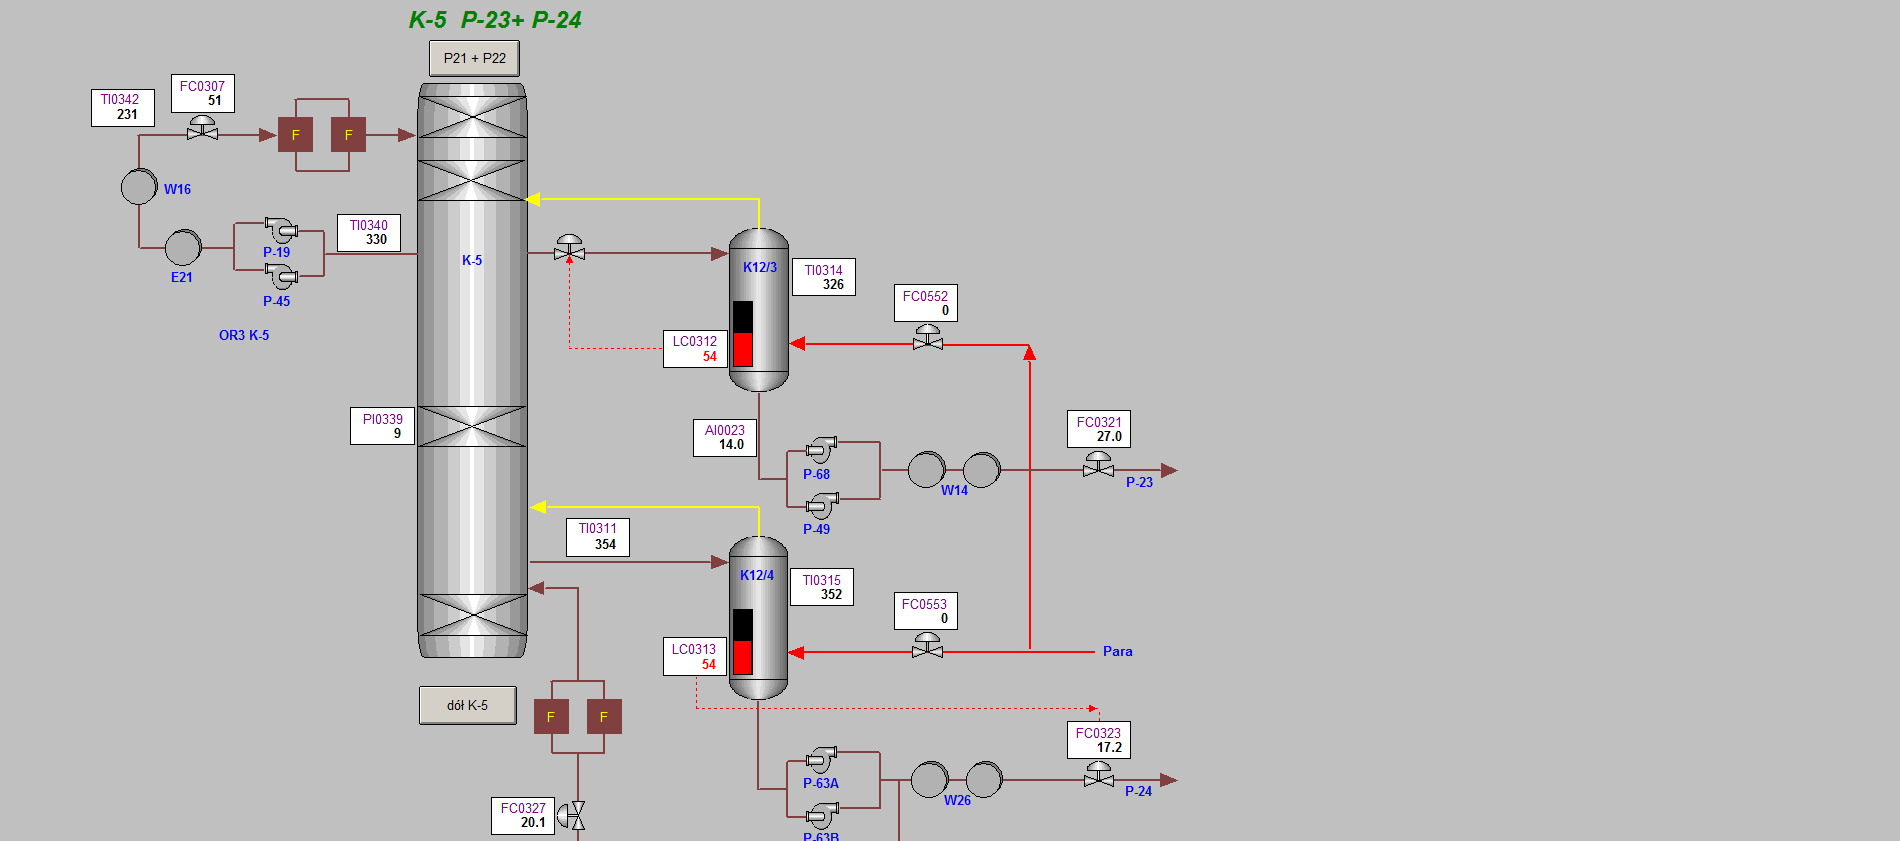 K-5 P-23+ P-24
P21 + P22
TI0342
231
FC0307
51
F
F
W16
TI0340
330
P-19
E21
P-45
OR3 K-5
K-5
K12/3
TI0314
326
FC0552
0
LC0312
54
PI0339
9
AI0023
14.0
FC0321
27.0
P-68
W14
P-23
P-49
TI0311
354
K12/4
TI0315
352
FC0553
0
LC0313
54
Para
dół K-5
F
F
FC0323
17.2
P-63A
W26
P-24
FC0327
20.1
P-63B